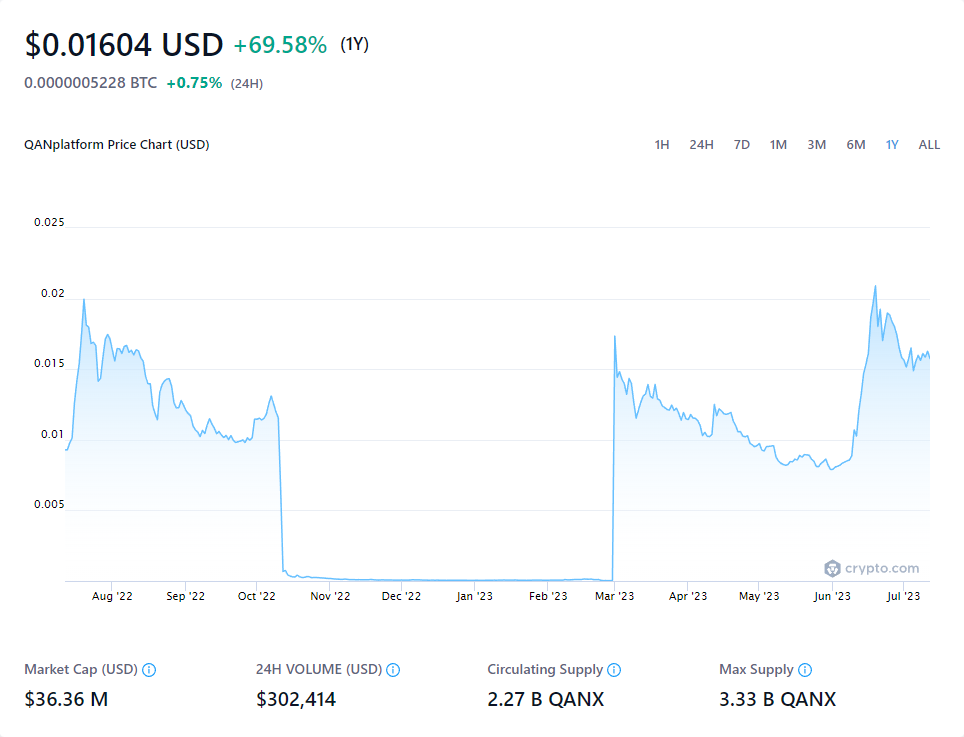 $0.01604 USD +69.58% (1Y)
0.0000005228 BTC +0.75% (24H)
QANplatform Price Chart (USD) 1H 24H 7D 1M 3M 6M 1Y ALL
0.025
0.02
0.015
0.01
0.005
crypto.com
Aug '22 Sep '22 Oct '22 Nov '22 Dec '22 Jan '23 Feb '23 Mar '23 Apr '23 May '23 Jun '23 Jul '23
Market Cap (USD) 24H VOLUME (USD) Circulating Supply Max Supply
$36.36 M $302,414 2.27 B QANX 3.33 B QANX